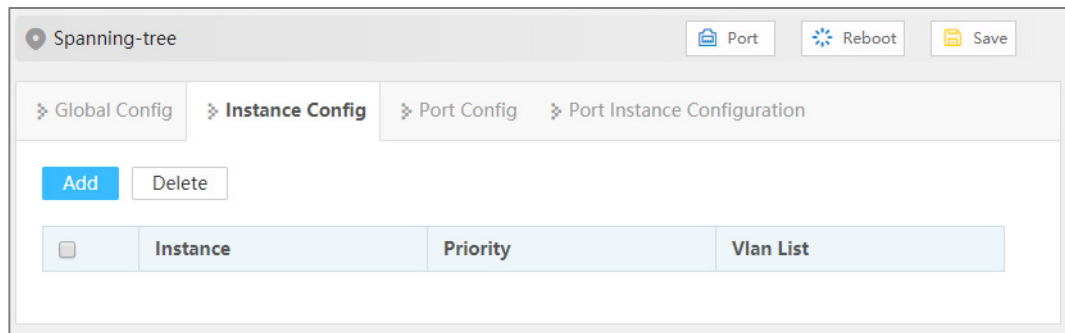 Spanning-tree Port Reboot Save
Global Config Instance Config Port Config Port Instance Configuration
Add Delete
Instance Priority Vlan List